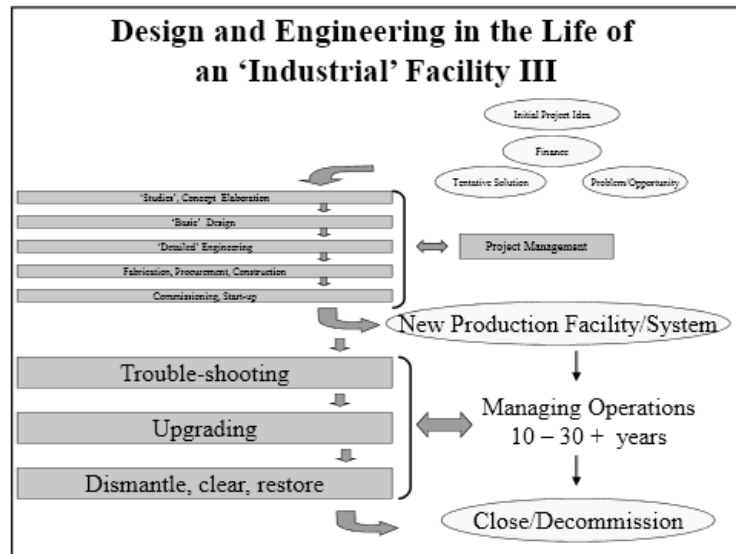 Design and Engineering in the Life of
an ‘Industrial’ Facility III
Initial Project Idea
Finance
Tentative Solution
Problem/Opportunity
‘Studies’, Concept Elaboration
‘Basic’ Design
‘Detailed’ Engineering
Project Management
Fabrication, Procurement, Construction
Commissioning, Start-up
New Production Facility/System
Trouble-shooting
Upgrading
Managing Operations
10 – 30 + years
Dismantle, clear, restore
Close/Decommission